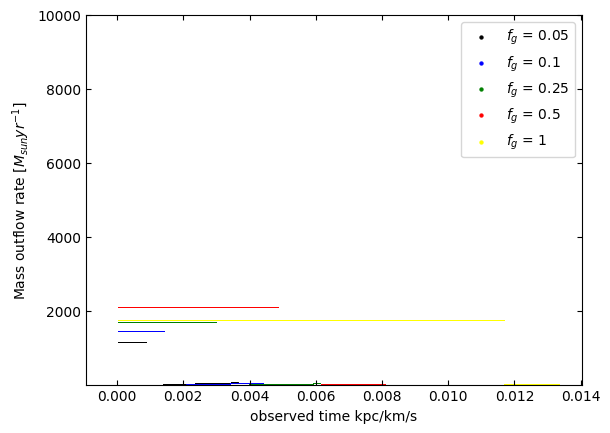 10000
8000
6000
4000
2000
Mass outflow rate [$M_{sun}yr^{-1}$]
$f_g$ = 0.05
$f_g$ = 0.1
$f_g$ = 0.25
$f_g$ = 0.5
$f_g$ = 1
0.000 0.002 0.004 0.006 0.008 0.010 0.012 0.014
observed time kpc/km/s